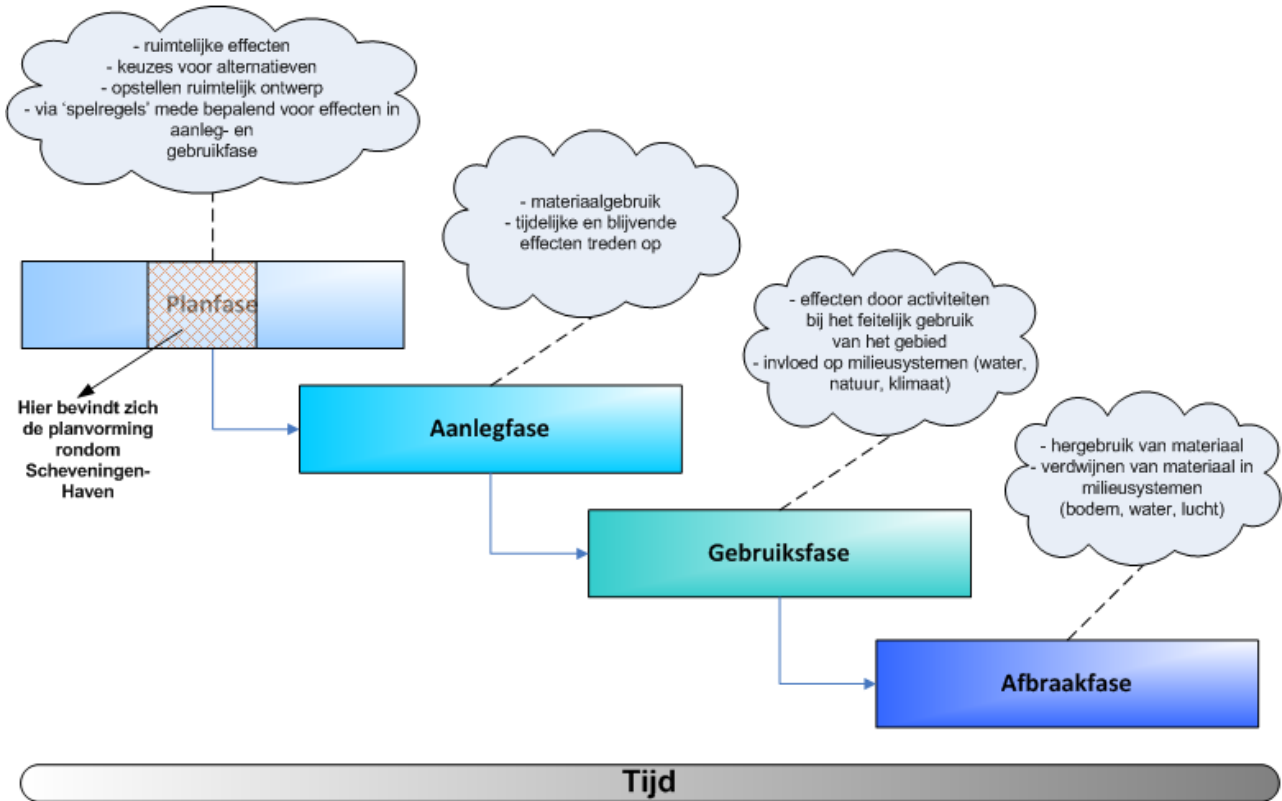 - ruimtelijke effecten
- keuzes voor alternatieven
- opstellen ruimtelijk ontwerp
- via ‘spelregels’ mede bepalend voor effecten in
aanleg- en
gebruikfase
- materiaalgebruik
- tijdelijke en blijvende
effecten treden op
Planfase
- effecten door activiteiten
bij het feitelijk gebruik
van het gebied
- invloed op milieusystemen (water,
natuur, klimaat)
Hier bevindt zich
de planvorming
rondom
Scheveningen-
Haven
Aanlegfase
- hergebruik van materiaal
- verdwijnen van materiaal in
milieusystemen
(bodem, water, lucht)
Gebruiksfase
Afbraakfase
Tijd